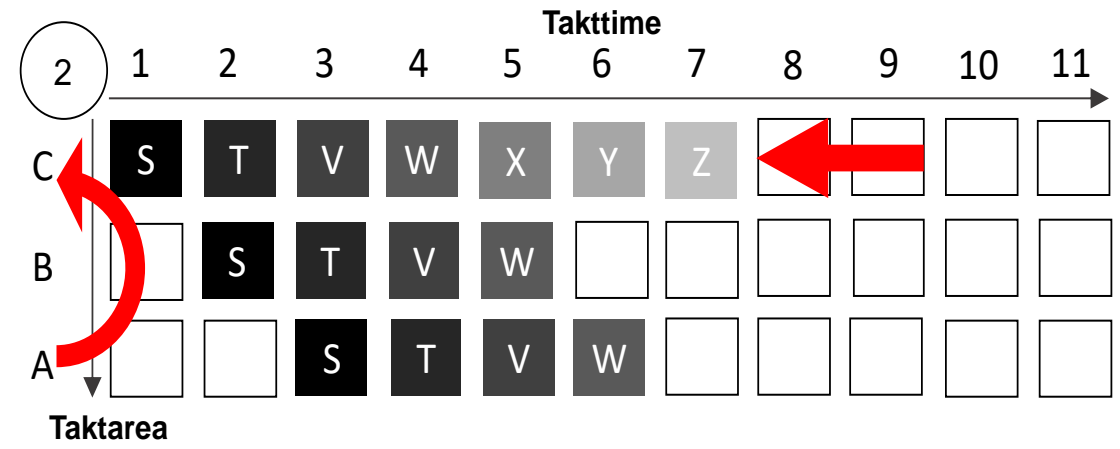 Takttime
2 1 2 3 4 5 6 7 8 9 10 11
C S T V W X Y Z
B S T V W
A S T V W
Taktarea